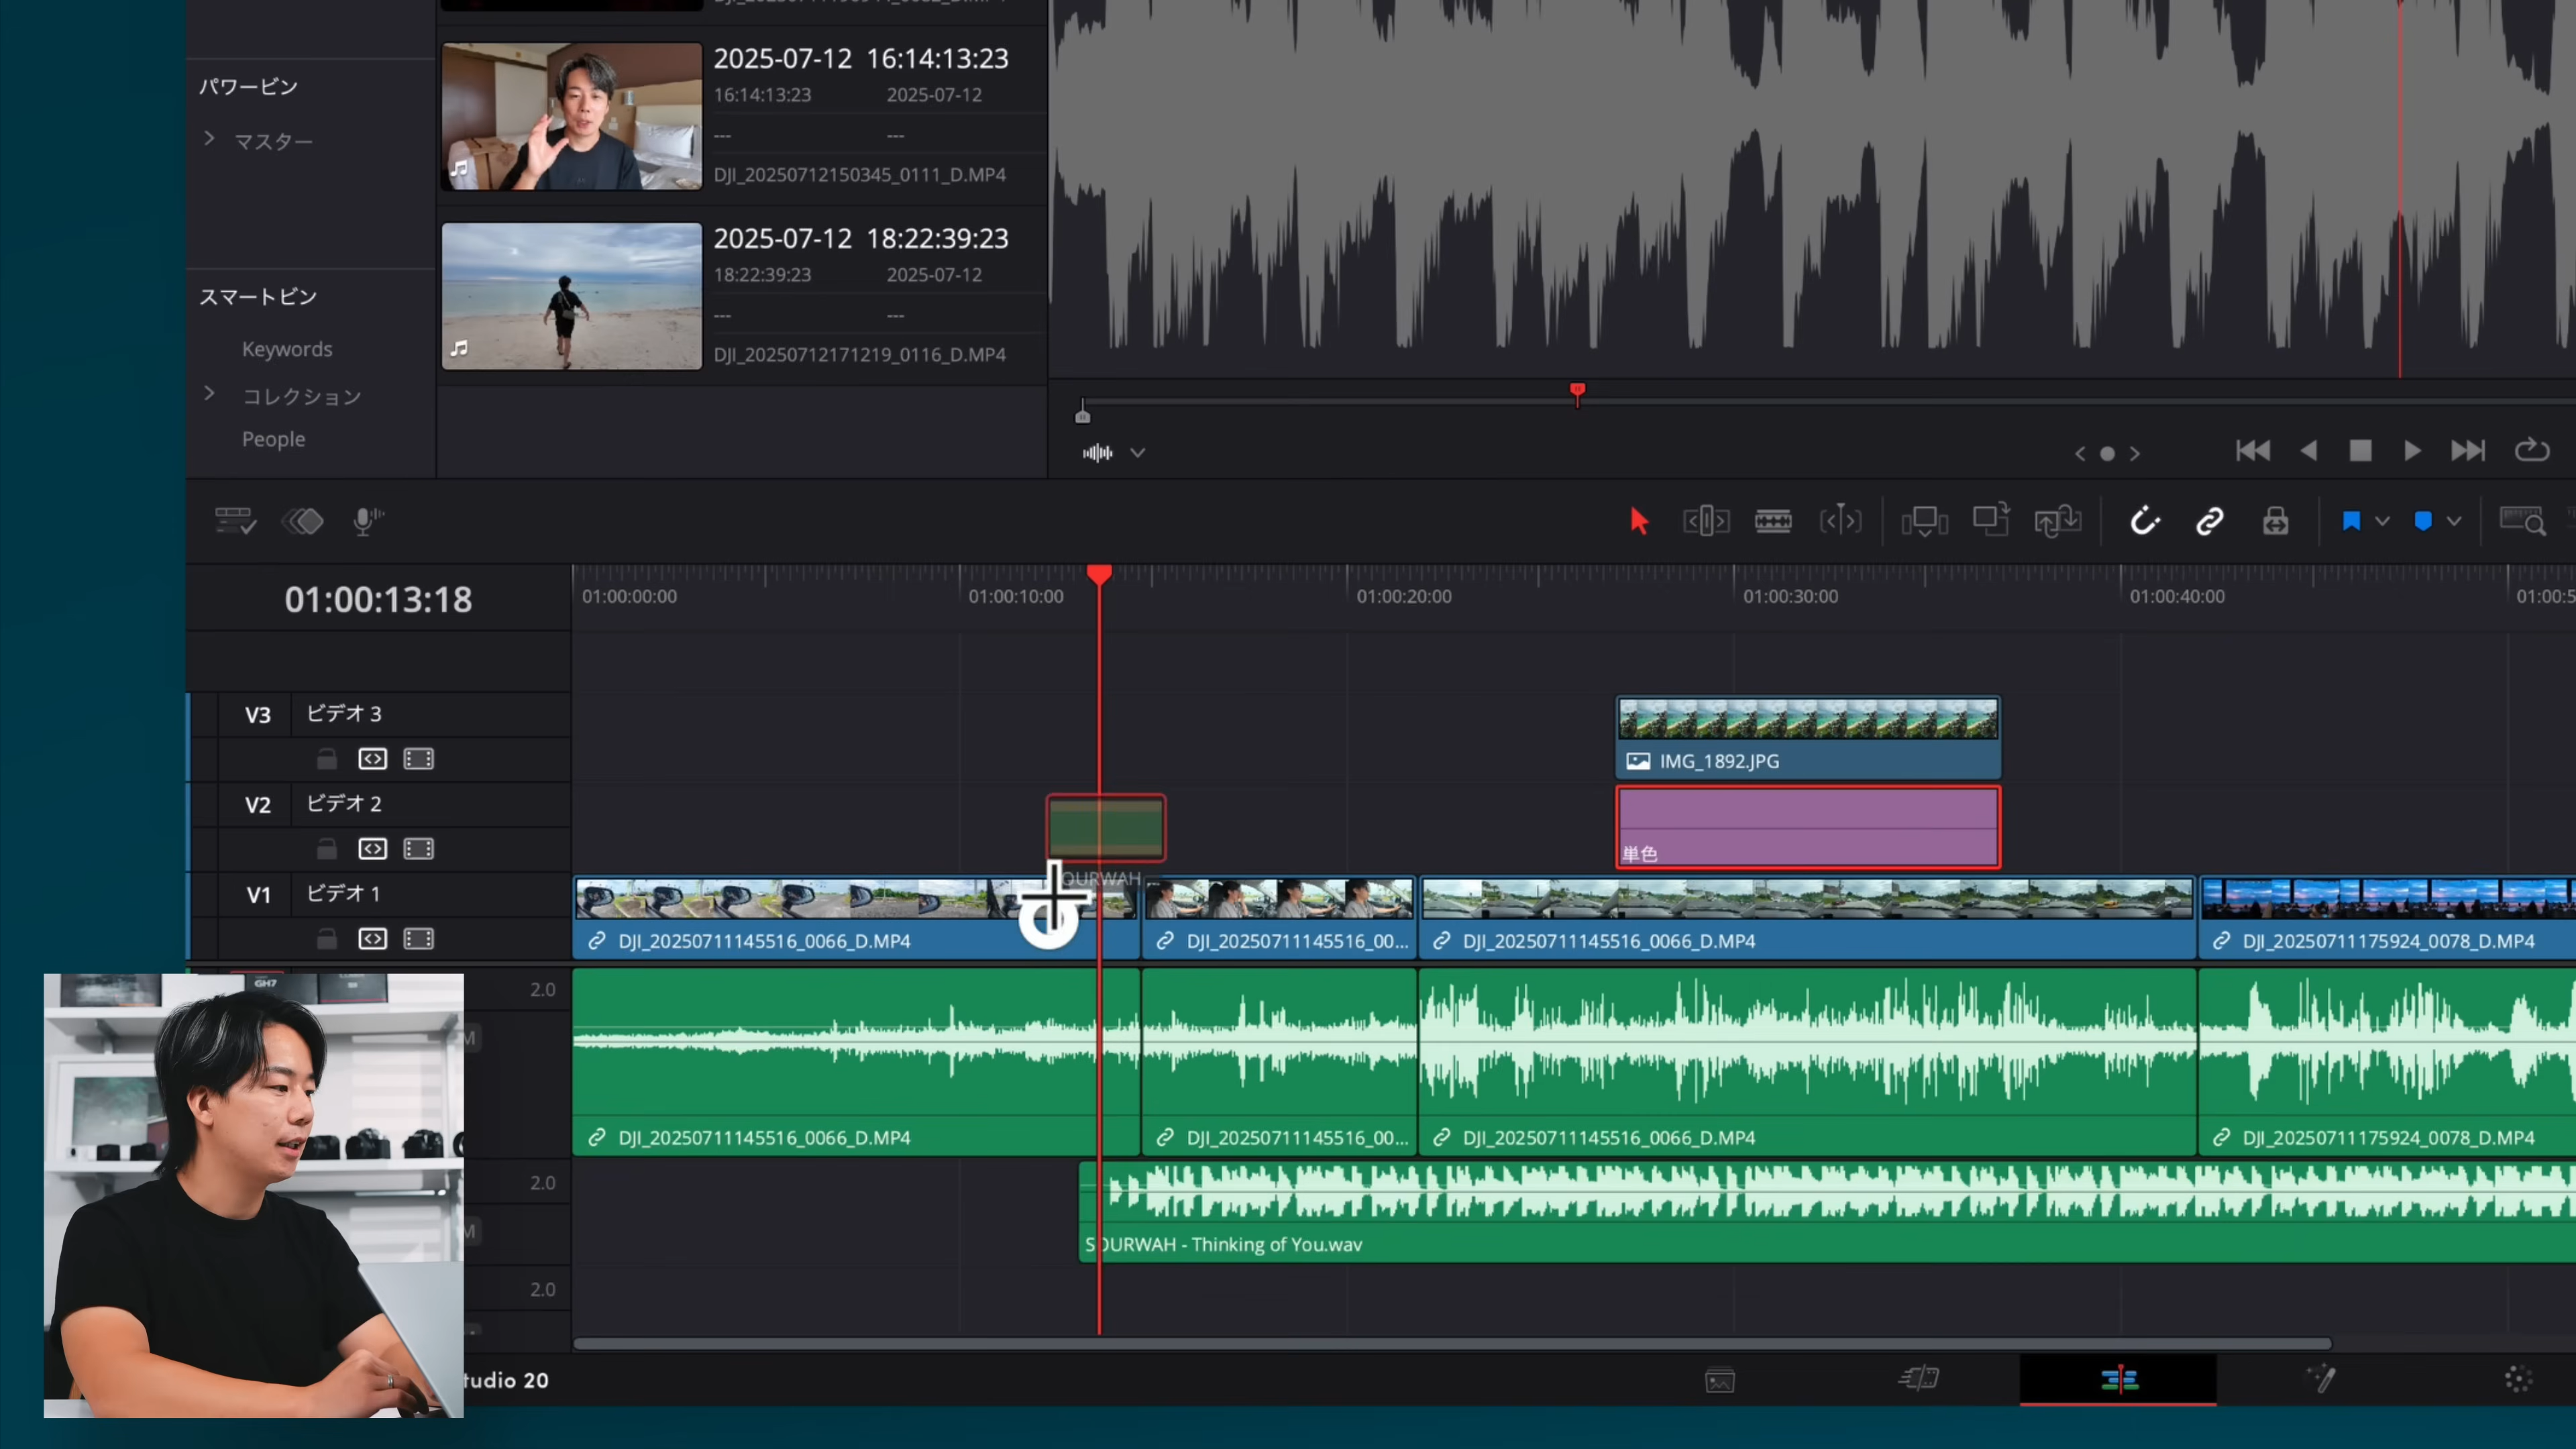 パワービン
マスター
スマートビン
Keywords
コレクション
People
2025-07-12 16:14:13:23
16:14:13:23 2025-07-12
--- ---
DJI_20250712150345_0111_D.MP4
2025-07-12 18:22:39:23
18:22:39:23 2025-07-12
--- ---
DJI_20250712171219_0116_D.MP4
01:00:13:18
01:00:00:00 01:00:10:00 01:00:20:00 01:00:30:00 01:00:40:00 01:00:5
V3 ビデオ 3
IMG_1892.JPG
V2 ビデオ 2
単色
V1 ビデオ 1
OURWAH
DJI_20250711145516_0066_D.MP4 DJI_20250711145516_00... DJI_20250711145516_0066_D.MP4 DJI_20250711175924_0078_D.MP4
2.0
M
DJI_20250711145516_0066_D.MP4 DJI_20250711145516_00... DJI_20250711145516_0066_D.MP4 DJI_20250711175924_0078_D.MP4
2.0
M
SOURWAH - Thinking of You.wav
2.0
GH7
tudio 20